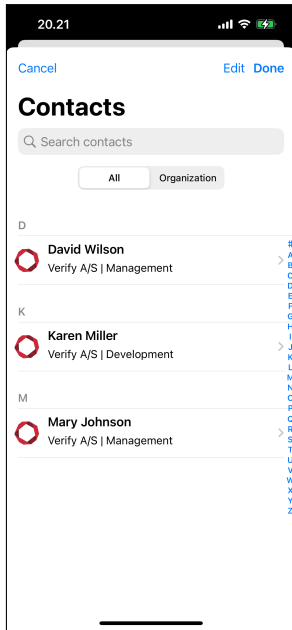 20.21
Cancel Edit Done
Contacts
Search contacts
All Organization
D
David Wilson
Verify A/S | Management
K
Karen Miller
Verify A/S | Development
M
Mary Johnson
Verify A/S | Management
#
A
B
C
D
E
F
G
H
I
J
K
L
M
N
O
P
Q
R
S
T
U
V
W
X
Y
Z